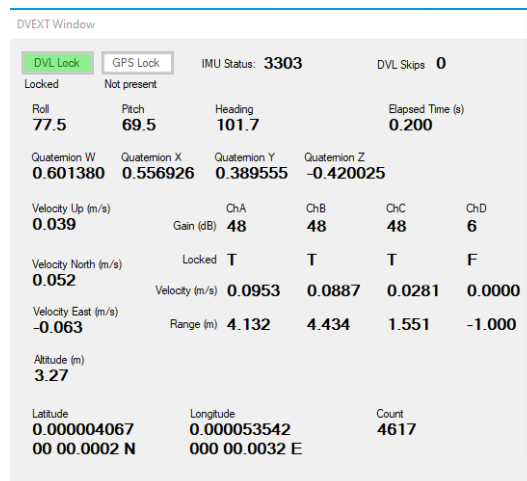 DVEXT Window
DVL Lock GPS Lock IMU Status: 3303 DVL Skips 0
Locked Not present
Roll Pitch Heading Elapsed Time (s)
77.5 69.5 101.7 0.200
Quaternion W Quaternion X Quaternion Y Quaternion Z
0.601380 0.556926 0.389555 -0.420025
Velocity Up (m/s) ChA ChB ChC ChD
0.039 Gain (dB) 48 48 48 6
Locked T T T F
Velocity North (m/s)
0.052
Velocity (m/s) 0.0953 0.0887 0.0281 0.0000
Velocity East (m/s)
-0.063 Range (m) 4.132 4.434 1.551 -1.000
Altitude (m)
3.27
Latitude Longitude Count
0.000004067 0.000053542 4617
00 00.0002 N 000 00.0032 E